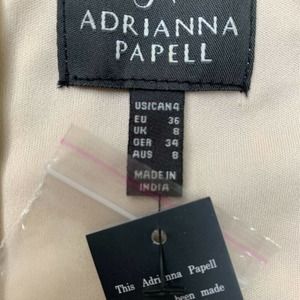 ADRIANNA
PAPELL
US|CAN 4
EU 36
UK 8
GER 34
AUS 8
MADE IN
INDIA
This Adrianna Papell
been made